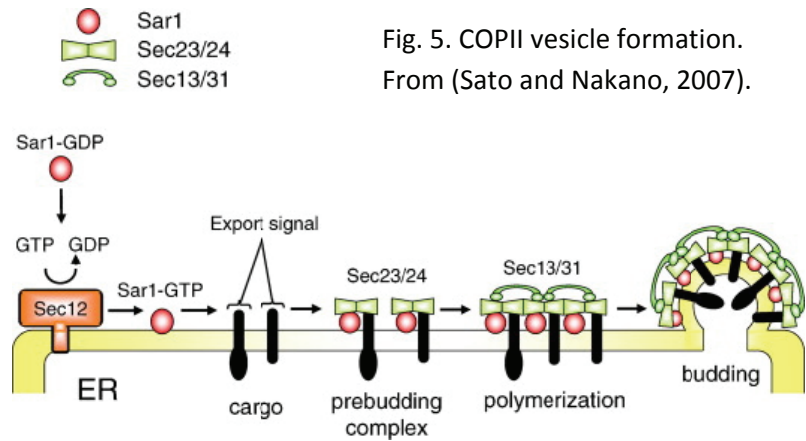 Sar1
Sec23/24
Sec13/31
Fig. 5. COPII vesicle formation.
From (Sato and Nakano, 2007).
Sar1-GDP
GTP GDP
Sec12
Sar1-GTP
Export signal
Sec23/24
Sec13/31
ER
cargo
prebudding
complex
polymerization
budding